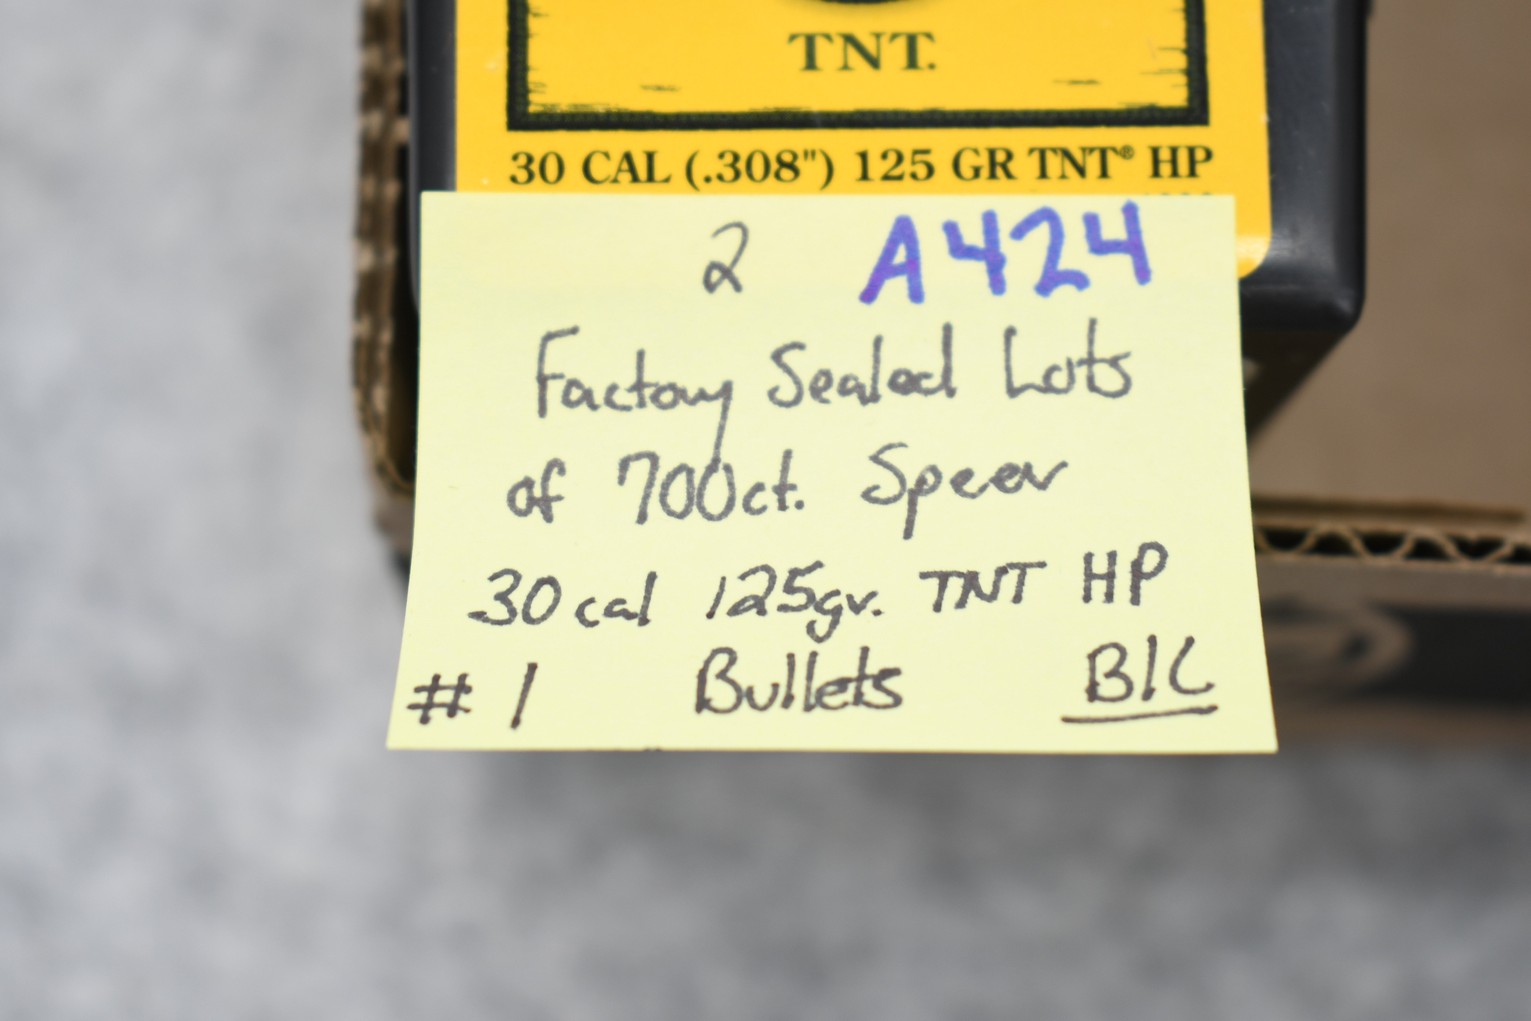 TNT.
30 CAL (.308") 125 GR TNT® HP
2 A424
Factory Sealed Lots
of 700ct. Speer
30 cal 125gr. TNT HP
#1 Bullets B1C